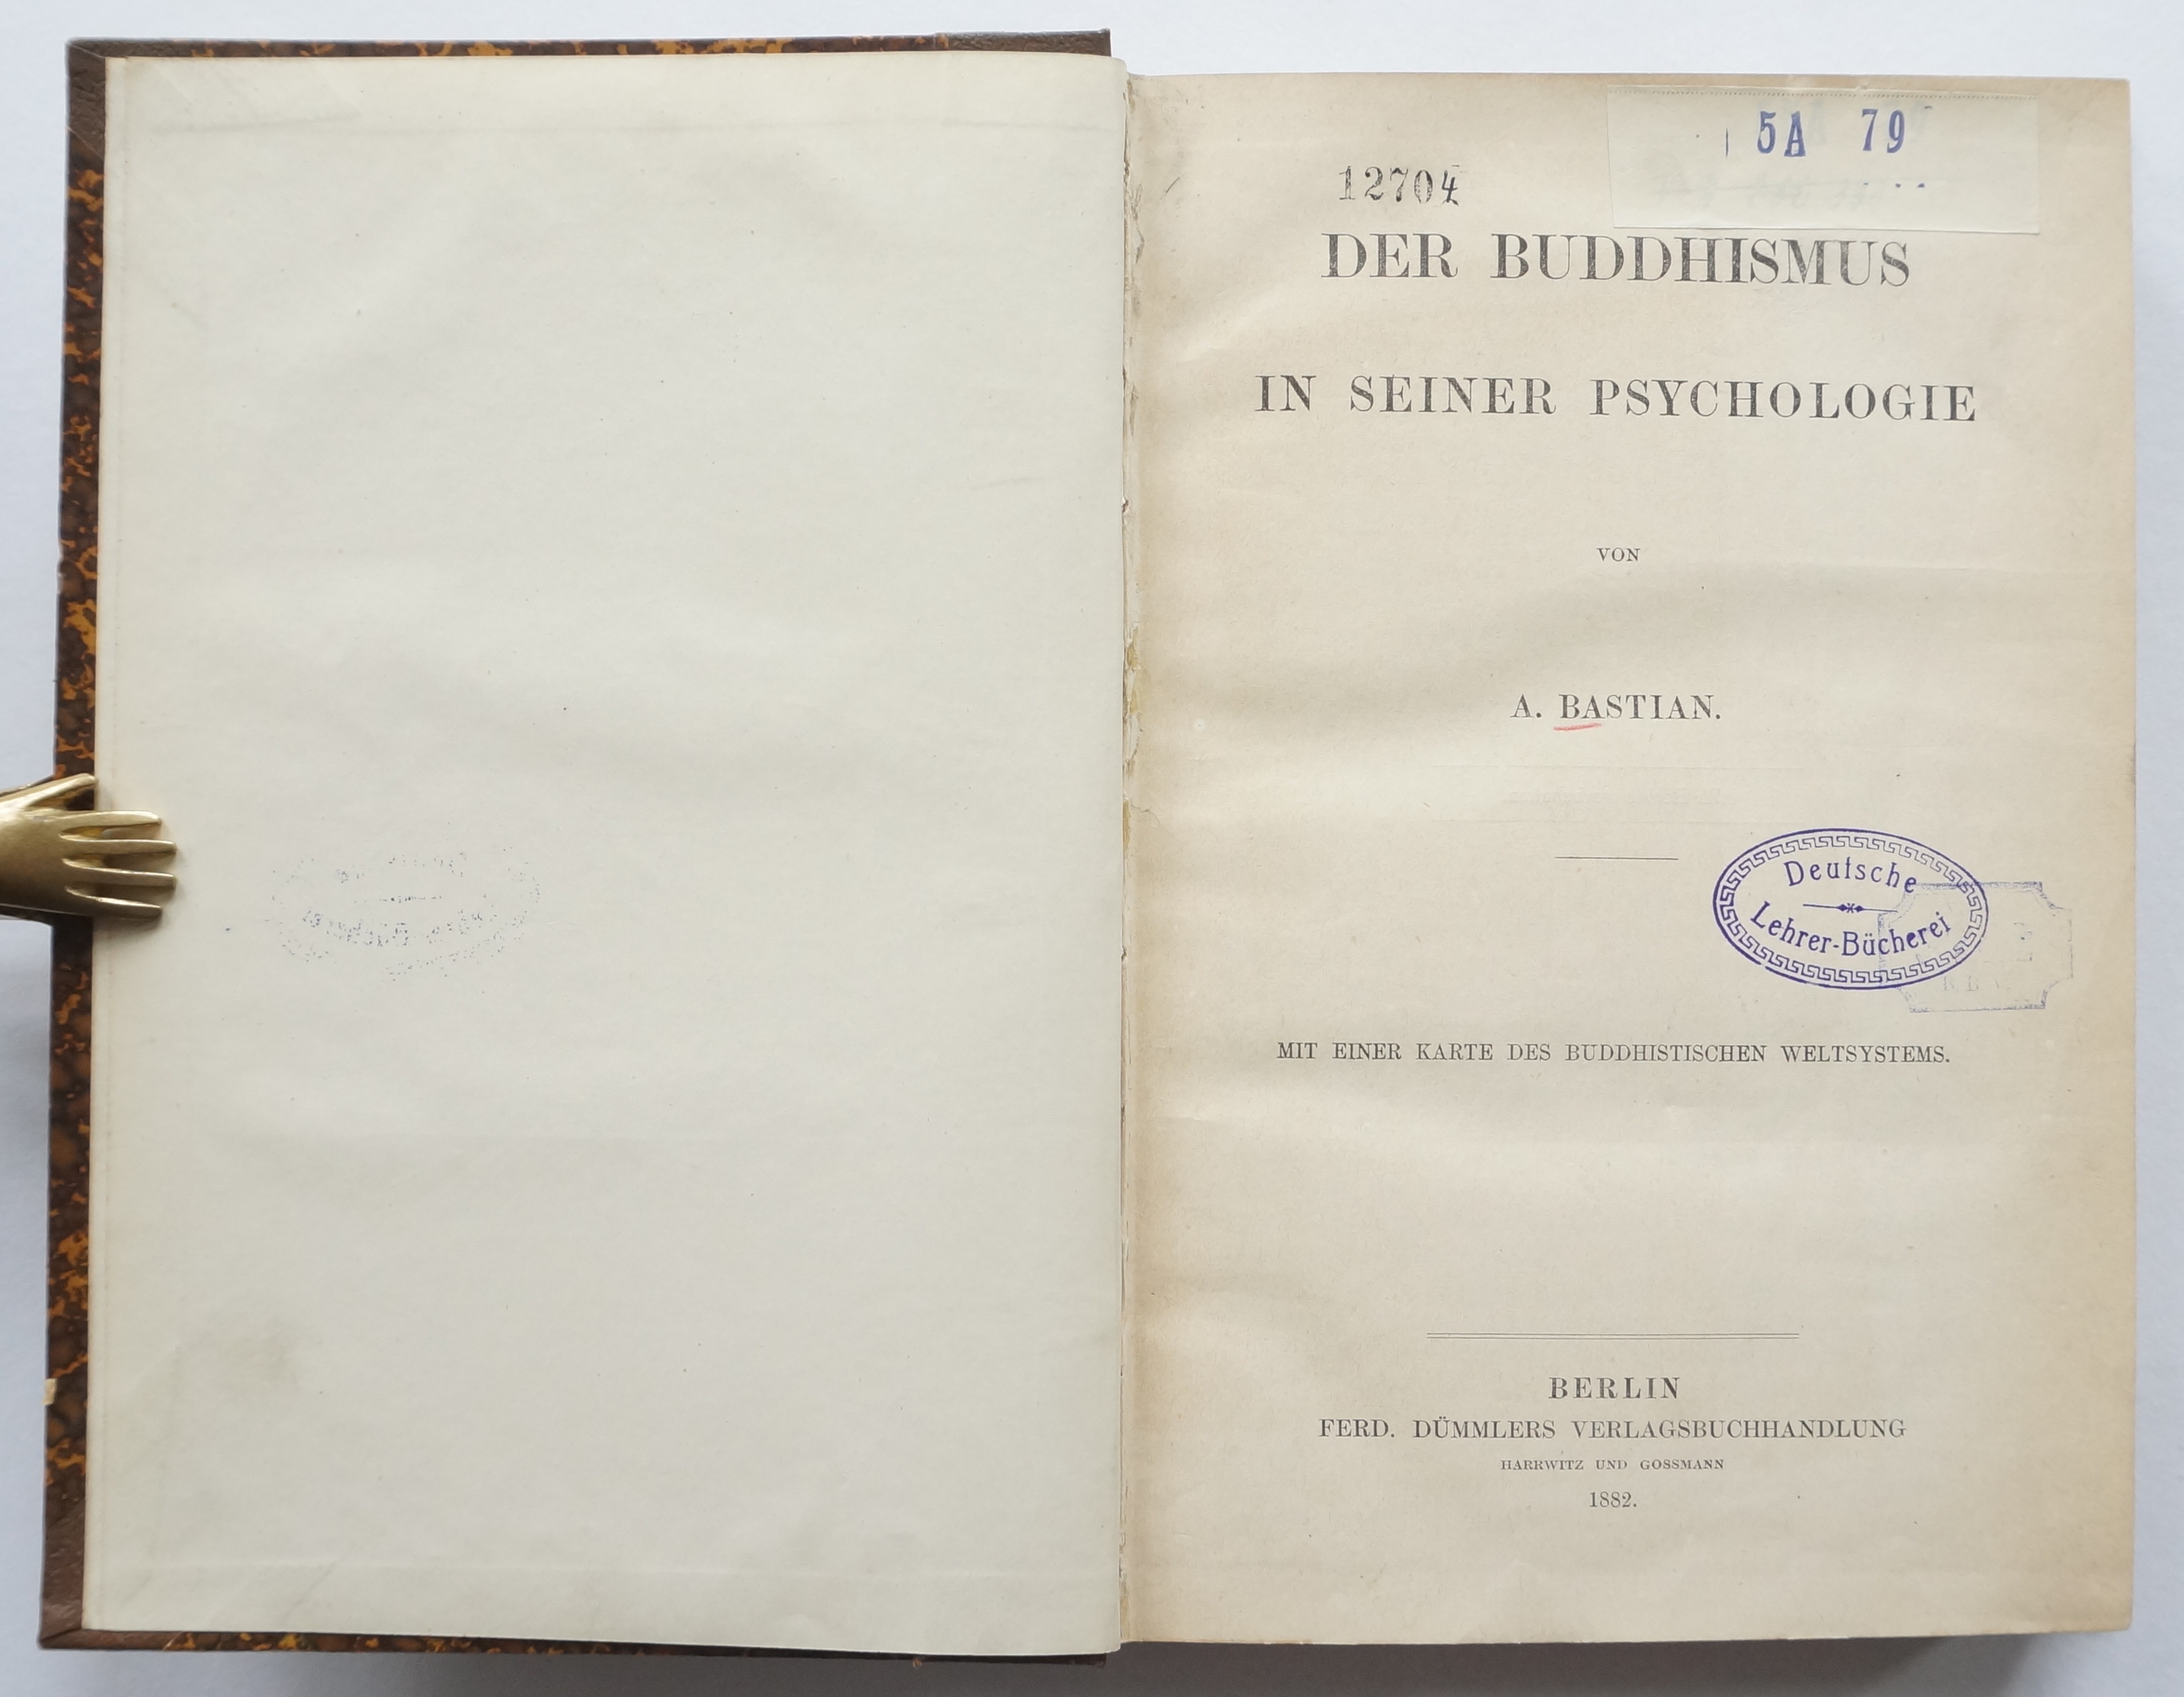 5A 79
12704
DER BUDDHISMUS
IN SEINER PSYCHOLOGIE
VON
A. BASTIAN.
Deutsche
Lehrer-Bücherei
MIT EINER KARTE DES BUDDHISTISCHEN WELTSYSTEMS.
BERLIN
FERD. DÜMMLERS VERLAGSBUCHHANDLUNG
HARRWITZ UND GOSSMANN
1882.